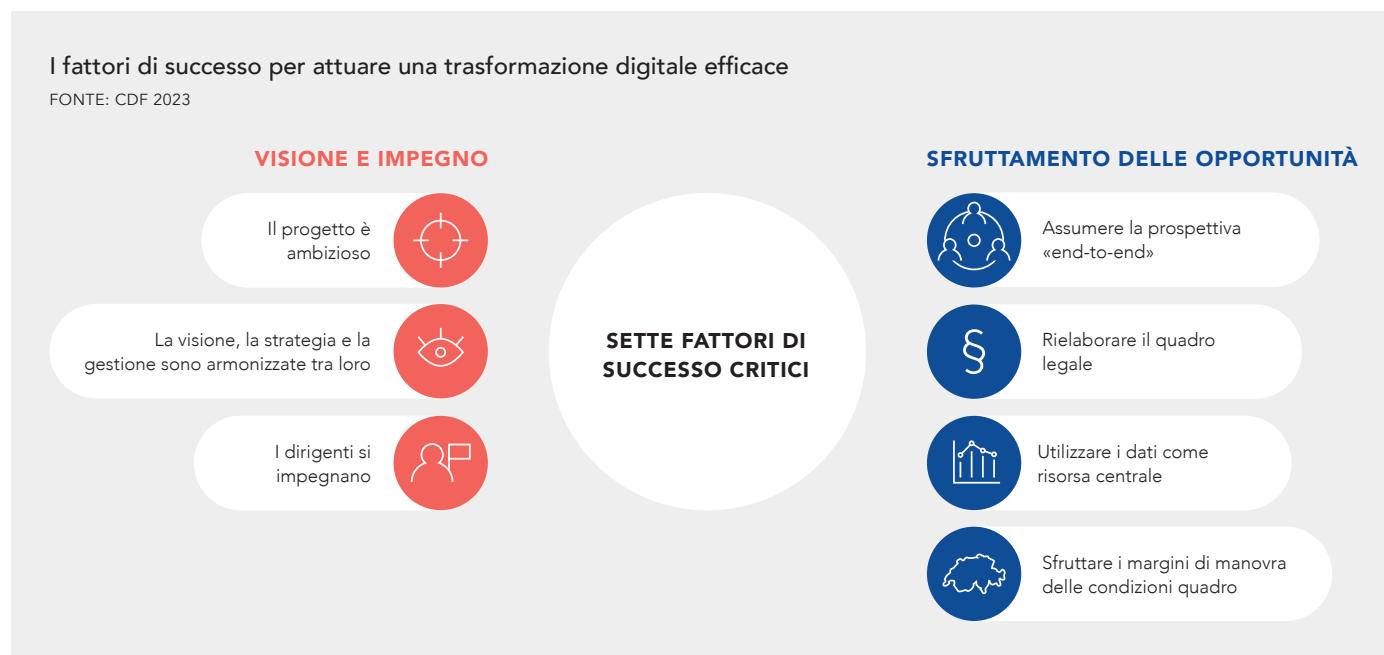 I fattori di successo per attuare una trasformazione digitale efficace
FONTE: CDF 2023
VISIONE E IMPEGNO
Il progetto è
ambizioso
La visione, la strategia e la
gestione sono armonizzate tra loro
I dirigenti si
impegnano
SETTE FATTORI DI
SUCCESSO CRITICI
SFRUTTAMENTO DELLE OPPORTUNITÀ
Assumere la prospettiva
«end-to-end»
§
Rielaborare il quadro
legale
Utilizzare i dati come
risorsa centrale
Sfruttare i margini di manovra
delle condizioni quadro